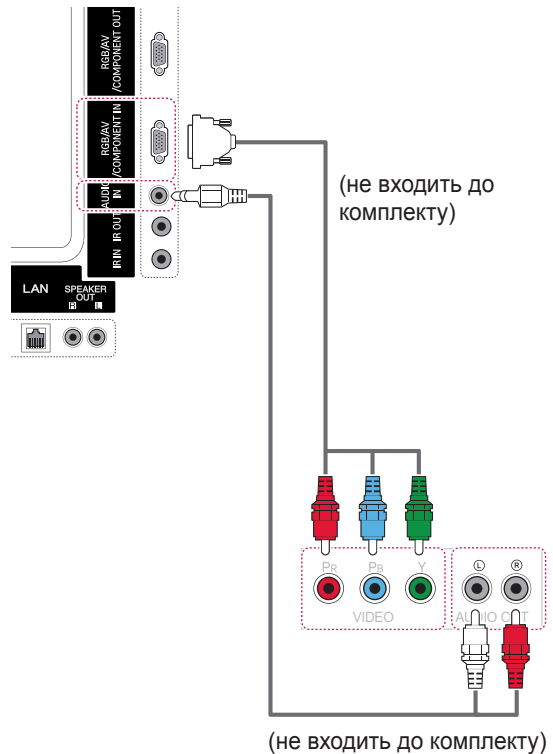 RGB/AV
/COMPONENT OUT
RGB/AV
/COMPONENT IN
AUDIO
IN
IR OUT
IR IN
(не входить до
комплекту)
LAN
SPEAKER
OUT
R L
PR PB Y
L R
VIDEO
AUDIO OUT
(не входить до комплекту)